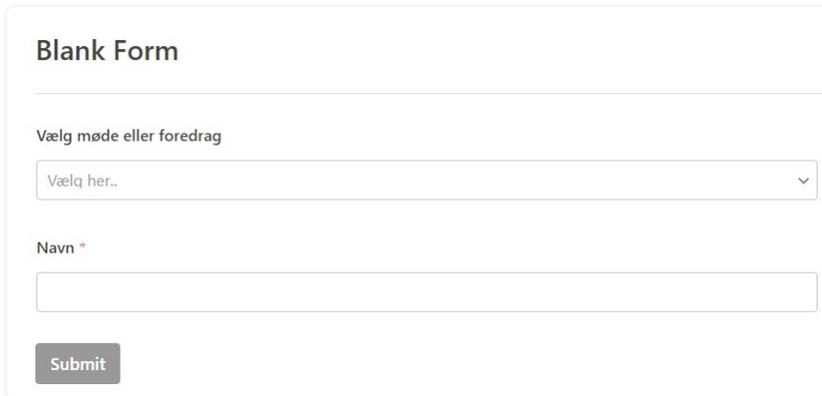 Blank Form
Vælg møde eller foredrag
Vælg her..
Navn *
Submit